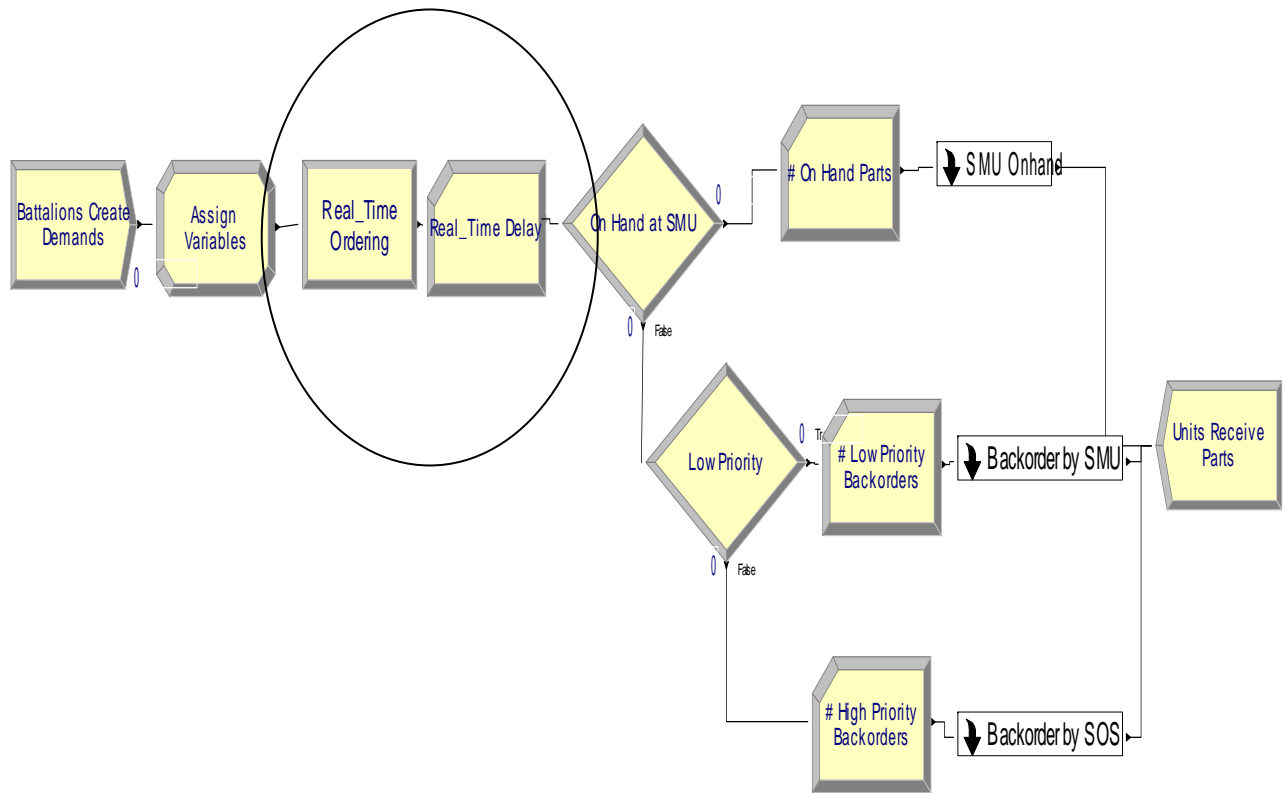 Battalions Create
Demands
0
Assign
Variables
Real_Time
Ordering
Real_Time Delay
On Hand at SMU
0
0
False
# On Hand Parts
SMU Onhand
Low Priority
0
Tr
0
False
# Low Priority
Backorders
Backorder by SMU
Units Receive
Parts
# High Priority
Backorders
Backorder by SOS